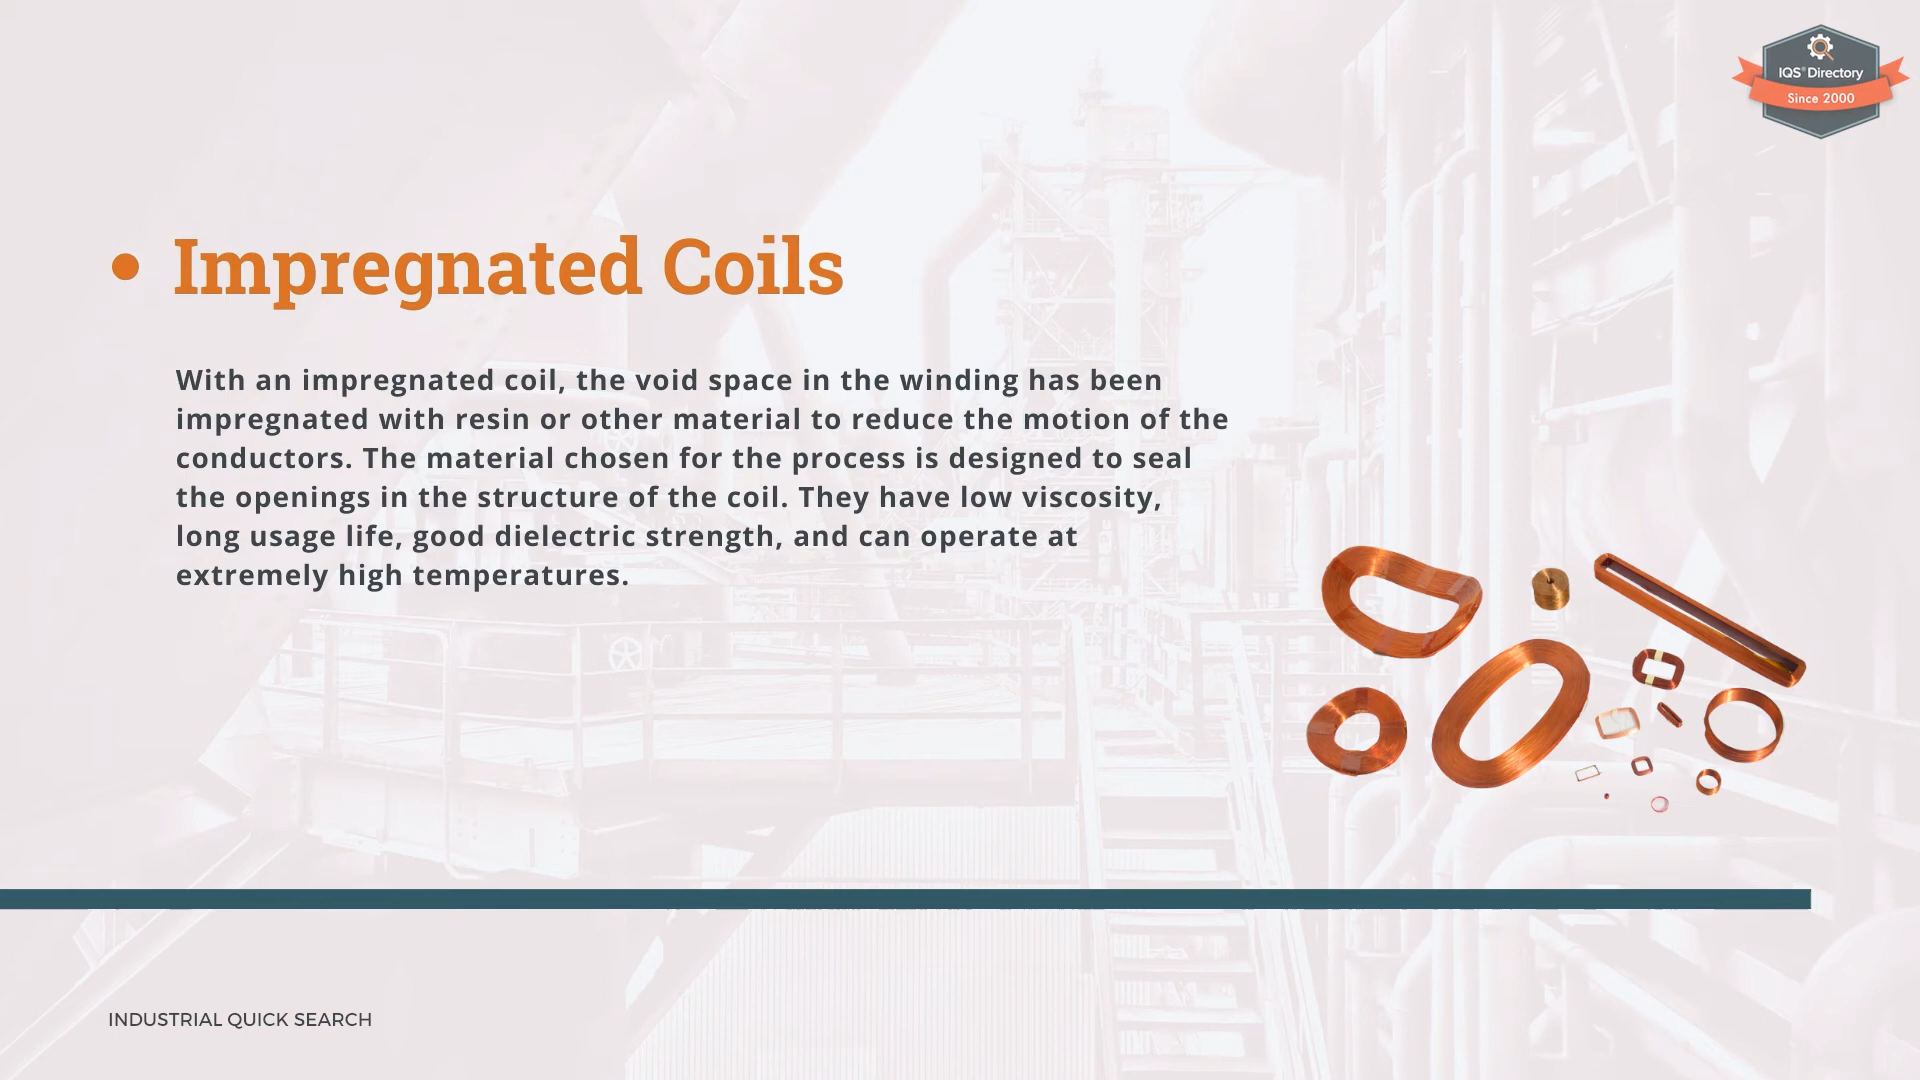 IQS® Directory
Since 2000
• Impregnated Coils
With an impregnated coil, the void space in the winding has been
impregnated with resin or other material to reduce the motion of the
conductors. The material chosen for the process is designed to seal
the openings in the structure of the coil. They have low viscosity,
long usage life, good dielectric strength, and can operate at
extremely high temperatures.
INDUSTRIAL QUICK SEARCH